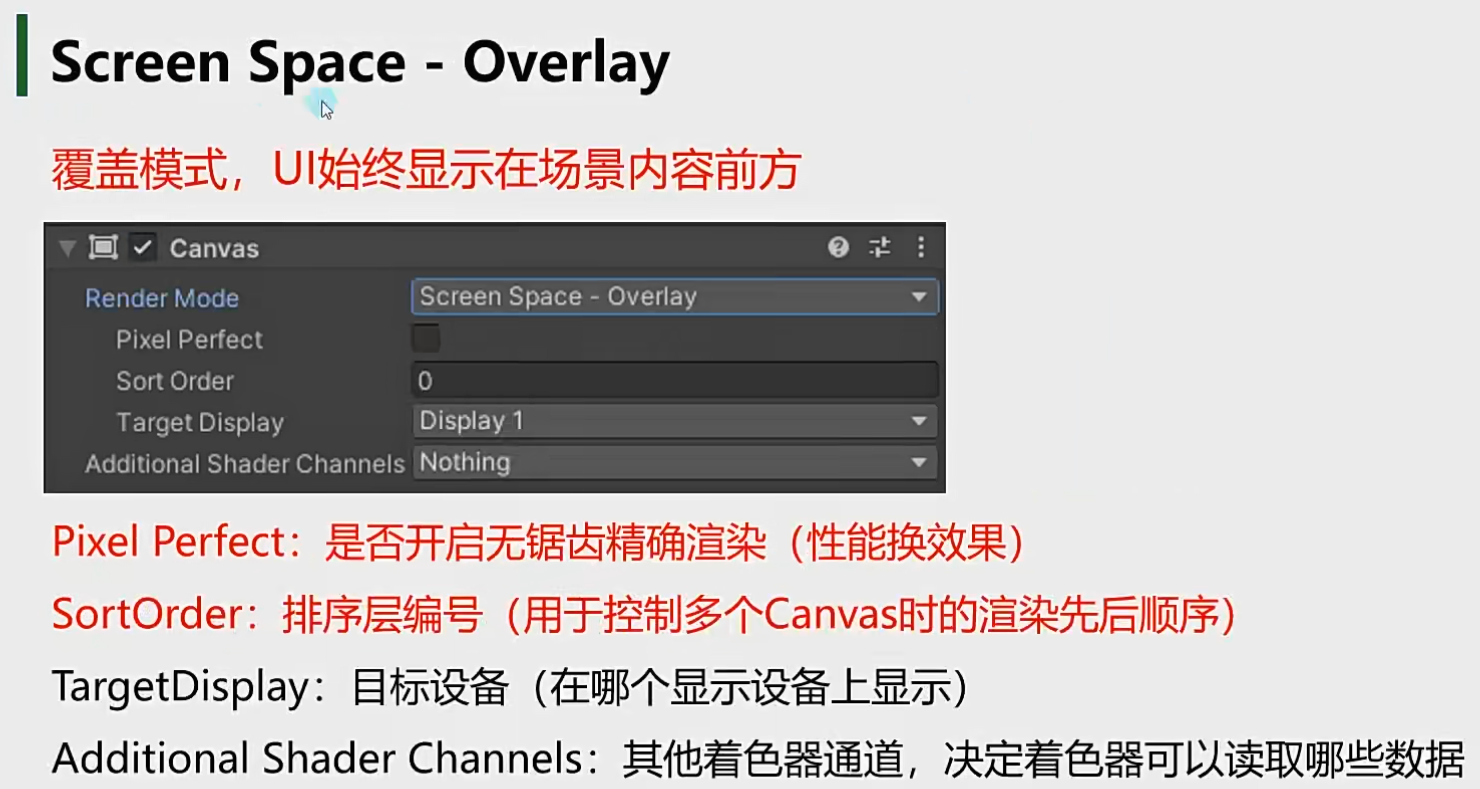 Screen Space - Overlay
覆盖模式，UI始终显示在场景内容前方
Canvas
Render Mode Screen Space - Overlay
Pixel Perfect
Sort Order 0
Target Display Display 1
Additional Shader Channels Nothing
Pixel Perfect：是否开启无锯齿精确渲染（性能换效果）
SortOrder：排序层编号（用于控制多个Canvas时的渲染先后顺序）
TargetDisplay：目标设备（在哪个显示设备上显示）
Additional Shader Channels：其他着色器通道，决定着色器可以读取哪些数据